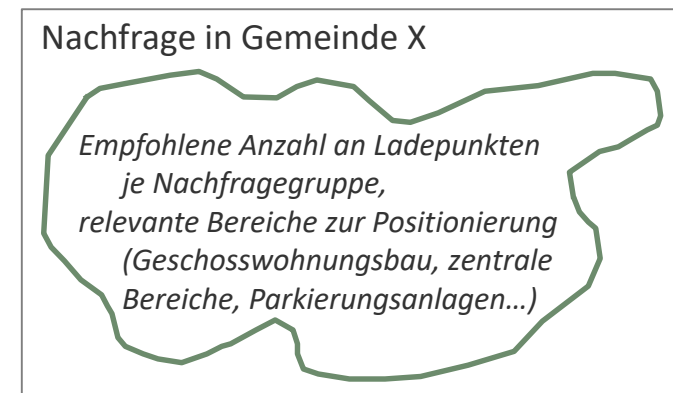 Nachfrage in Gemeinde X
Empfohlene Anzahl an Ladepunkten
je Nachfragegruppe,
relevante Bereiche zur Positionierung
(Geschosswohnungsbau, zentrale
Bereiche, Parkierungsanlagen…)